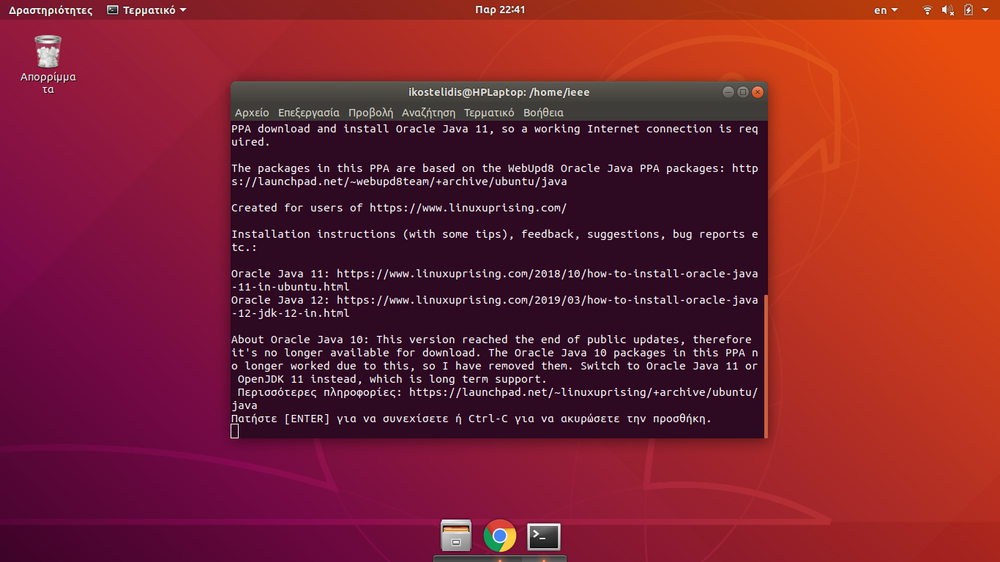 Δραστηριότητες Τερματικό Παρ 22:41 en
Απορρίμμα
τα
ikostelidis@HPLaptop: /home/ieee
Αρχείο Επεξεργασία Προβολή Αναζήτηση Τερματικό Βοήθεια
PPA download and install Oracle Java 11, so a working Internet connection is req
uired.
The packages in this PPA are based on the WebUpd8 Oracle Java PPA packages: http
s://launchpad.net/~webupd8team/+archive/ubuntu/java
Created for users of https://www.linuxuprising.com/
Installation instructions (with some tips), feedback, suggestions, bug reports e
tc.:
Oracle Java 11: https://www.linuxuprising.com/2018/10/how-to-install-oracle-java
-11-in-ubuntu.html
Oracle Java 12: https://www.linuxuprising.com/2019/03/how-to-install-oracle-java
-12-jdk-12-in.html
About Oracle Java 10: This version reached the end of public updates, therefore
it's no longer available for download. The Oracle Java 10 packages in this PPA n
o longer worked due to this, so I have removed them. Switch to Oracle Java 11 or
OpenJDK 11 instead, which is long term support.
Περισσότερες πληροφορίες: https://launchpad.net/~linuxuprising/+archive/ubuntu/
java
Πατήστε [ENTER] για να συνεχίσετε ή Ctrl-C για να ακυρώσετε την προσθήκη.